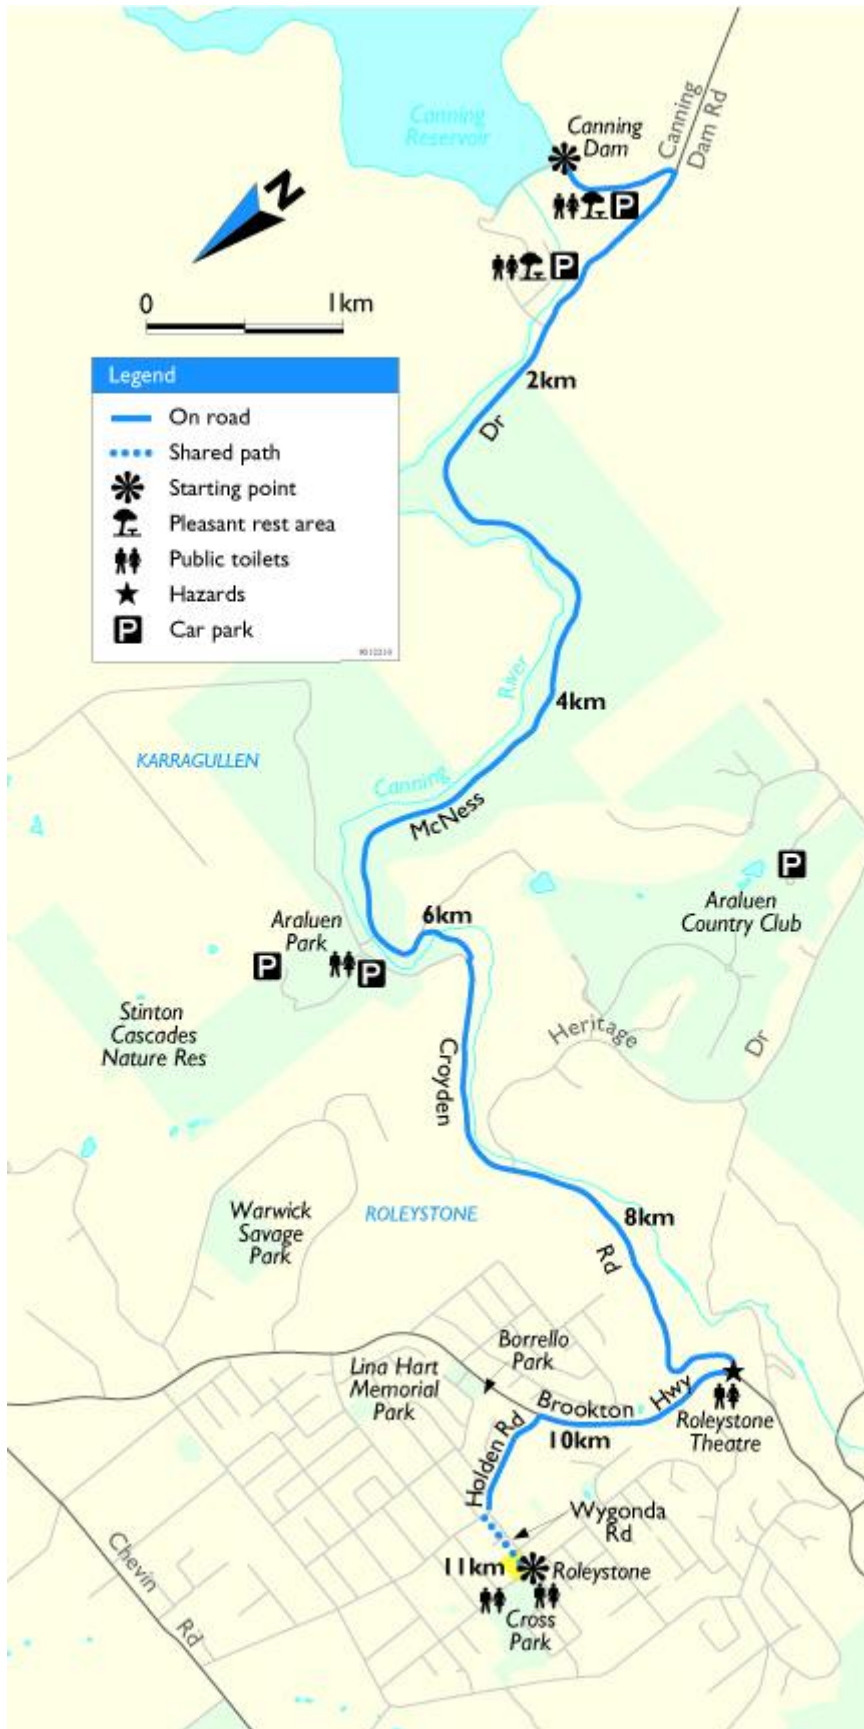 Canning
Reservoir
Canning
Dam
Canning
Dam Rd
N
P
P
0
1km
Legend
On road
Shared path
Starting point
Pleasant rest area
Public toilets
Hazards
P
Car park
2km
Dr
River
4km
KARRAGULLEN
Canning
McNess
P
Araluen
Country Club
6km
Araluen
Park
P
P
Stinton
Cascades
Nature Res
Heritage
Dr
Croyden
Warwick
Savage
Park
ROLEYSTONE
8km
Rd
Borrello
Park
Lina Hart
Memorial
Park
Brookton
Hwy
Roleystone
Theatre
10km
Holden Rd
Wygonda
Rd
Chevin
Rd
11km
Roleystone
Cross
Park